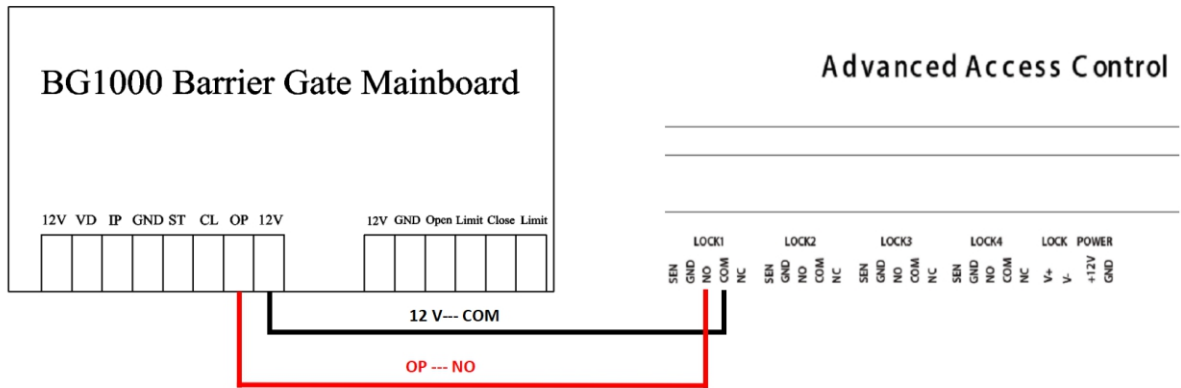 BG1000 Barrier Gate Mainboard
Advanced Access Control
12V VD IP GND ST CL OP 12V
12V GND Open Limit Close Limit
LOCK1 LOCK2 LOCK3 LOCK4 LOCK POWER
SEN GND NO COM NC SEN GND NO COM NC SEN GND NO COM NC SEN GND NO COM NC V+ V- +12V GND
12 V--- COM
OP --- NO